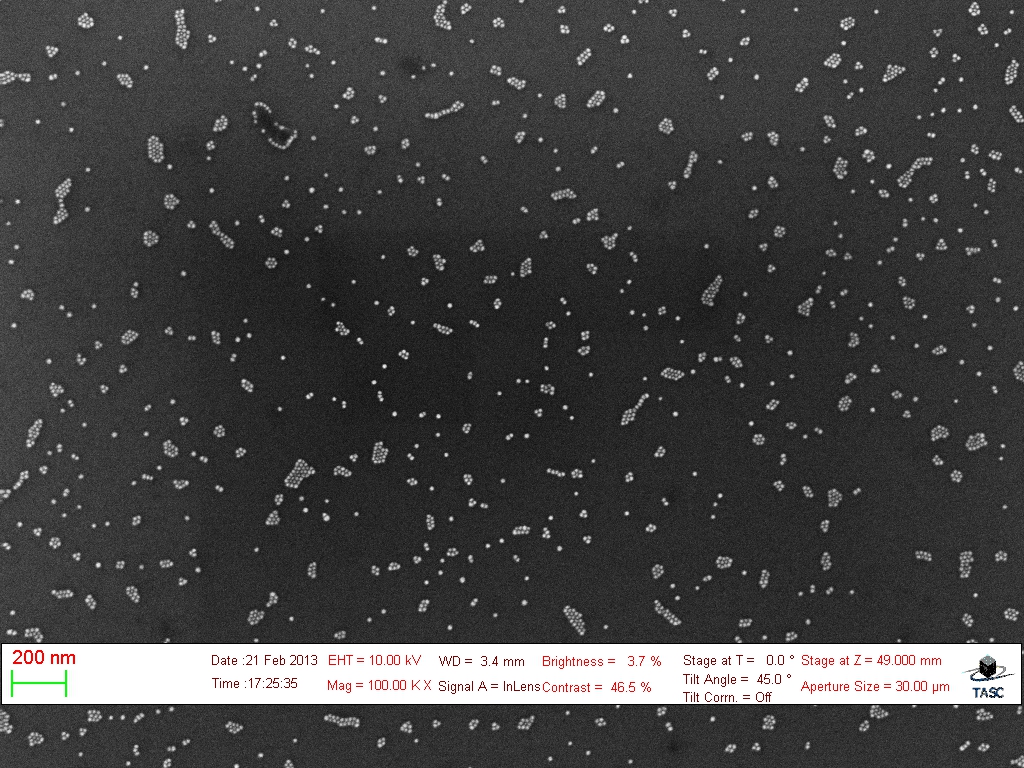 200 nm
Date :21 Feb 2013 EHT = 10.00 kV WD = 3.4 mm Brightness = 3.7 % Stage at T = 0.0 ° Stage at Z = 49.000 mm
Tilt Angle = 45.0 °
Time :17:25:35 Mag = 100.00 K X Signal A = InLens Contrast = 46.5 % Aperture Size = 30.00 µm
Tilt Corrn. = Off
TASC